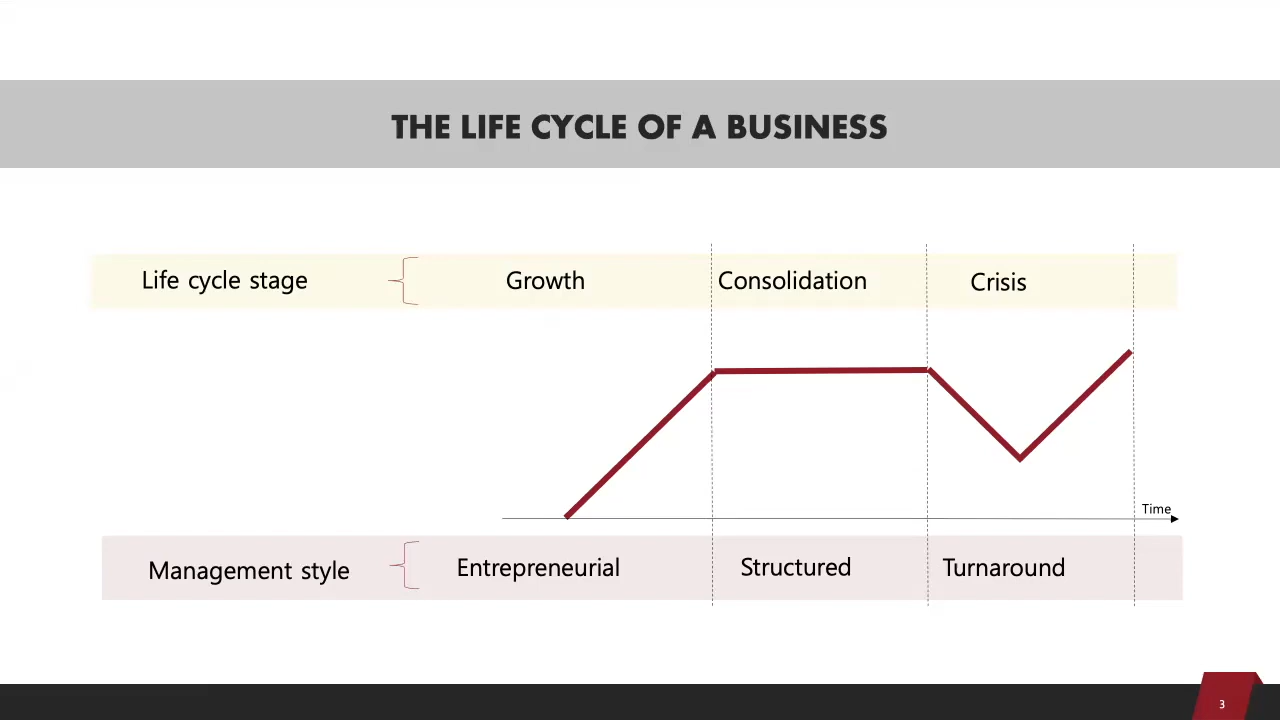 THE LIFE CYCLE OF A BUSINESS
Life cycle stage
Growth
Consolidation
Crisis
Time
Management style
Entrepreneurial
Structured
Turnaround
3